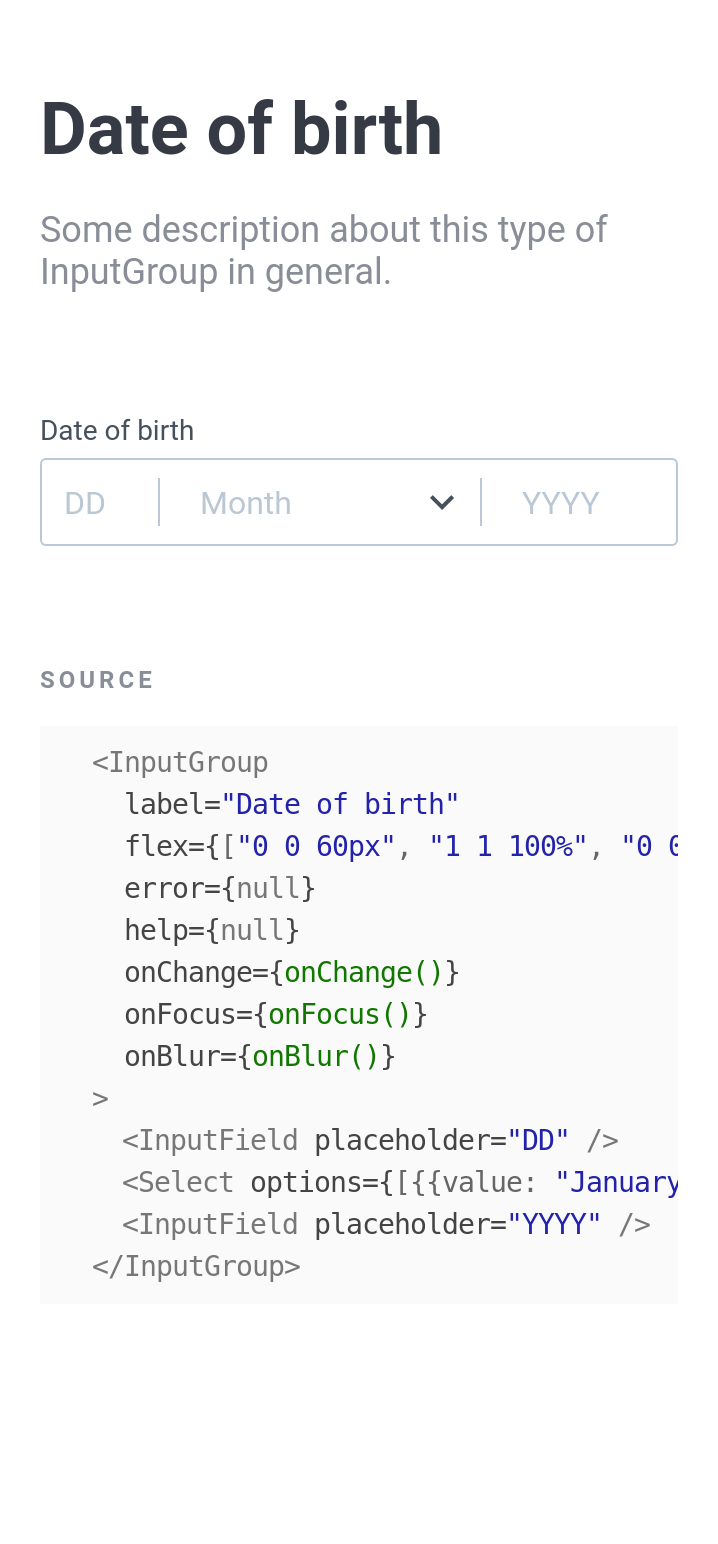 Date of birth
Some description about this type of
InputGroup in general.
Date of birth
DD Month YYYY
SOURCE
<InputGroup
label="Date of birth"
flex={["0 0 60px", "1 1 100%", "0 0
error={null}
help={null}
onChange={onChange()}
onFocus={onFocus()}
onBlur={onBlur()}
>
<InputField placeholder="DD" />
<Select options={[{{value: "January
<InputField placeholder="YYYY" />
</InputGroup>